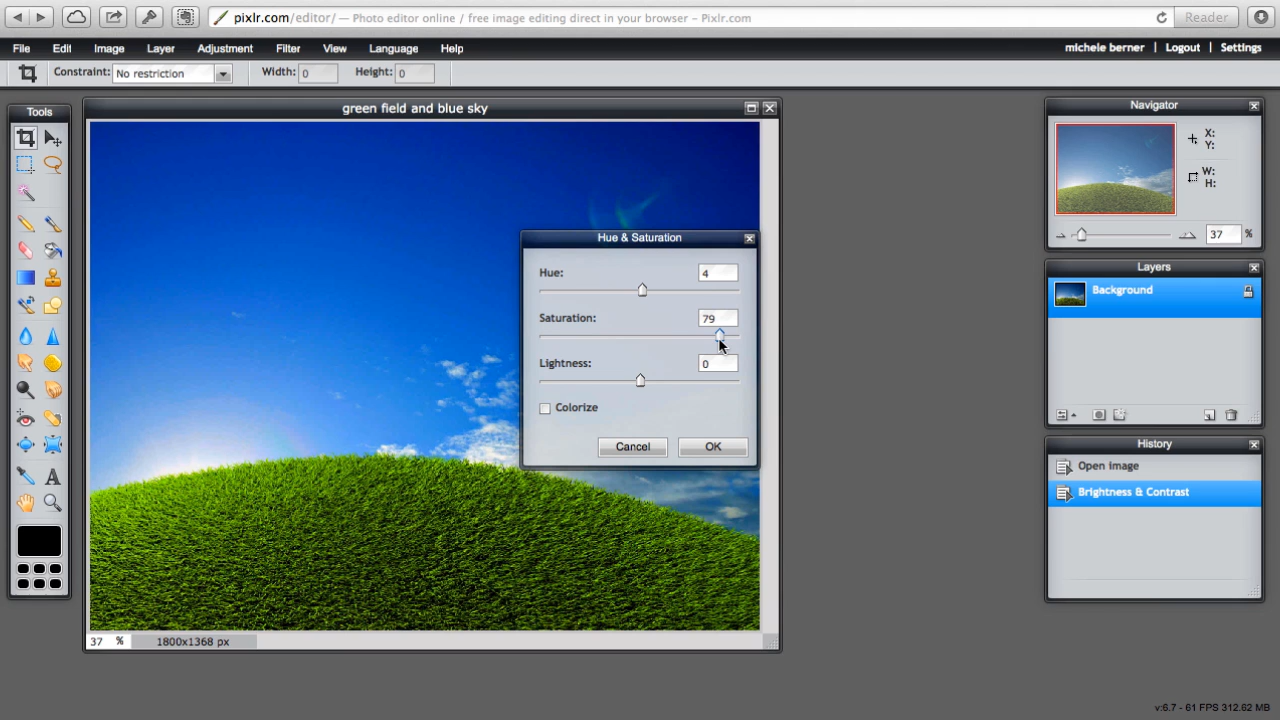 pixlr.com/editor/ — Photo editor online / free image editing direct in your browser – Pixlr.com
Reader
File Edit Image Layer Adjustment Filter View Language Help
michele berner | Logout | Settings
Constraint: No restriction Width: 0 Height: 0
Tools
green field and blue sky
Hue & Saturation
Hue: 4
Saturation: 79
Lightness: 0
Colorize
Cancel OK
37 % 1800x1368 px
Navigator
X:
Y:
W:
H:
37 %
Layers
Background
History
Open Image
Brightness & Contrast
v:6.7 - 61 FPS 312.62 MB